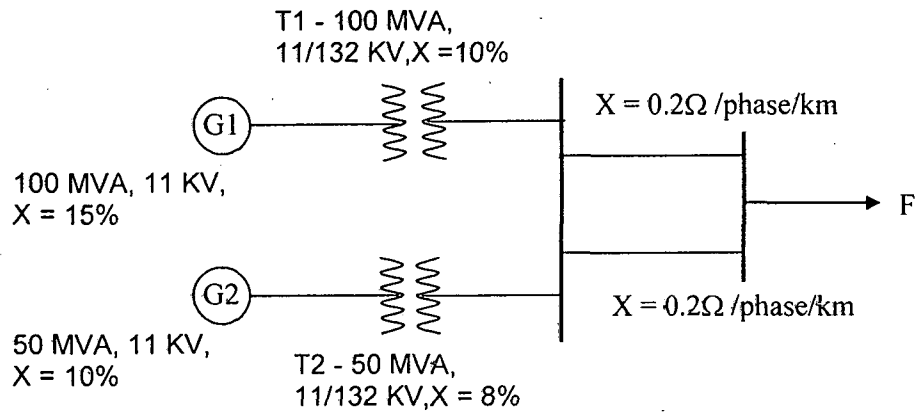 T1 - 100 MVA,
11/132 KV,X =10%
X = 0.2Ω /phase/km
G1
100 MVA, 11 KV,
X = 15%
F
G2
X = 0.2Ω /phase/km
50 MVA, 11 KV,
X = 10%
T2 - 50 MVA,
11/132 KV,X = 8%